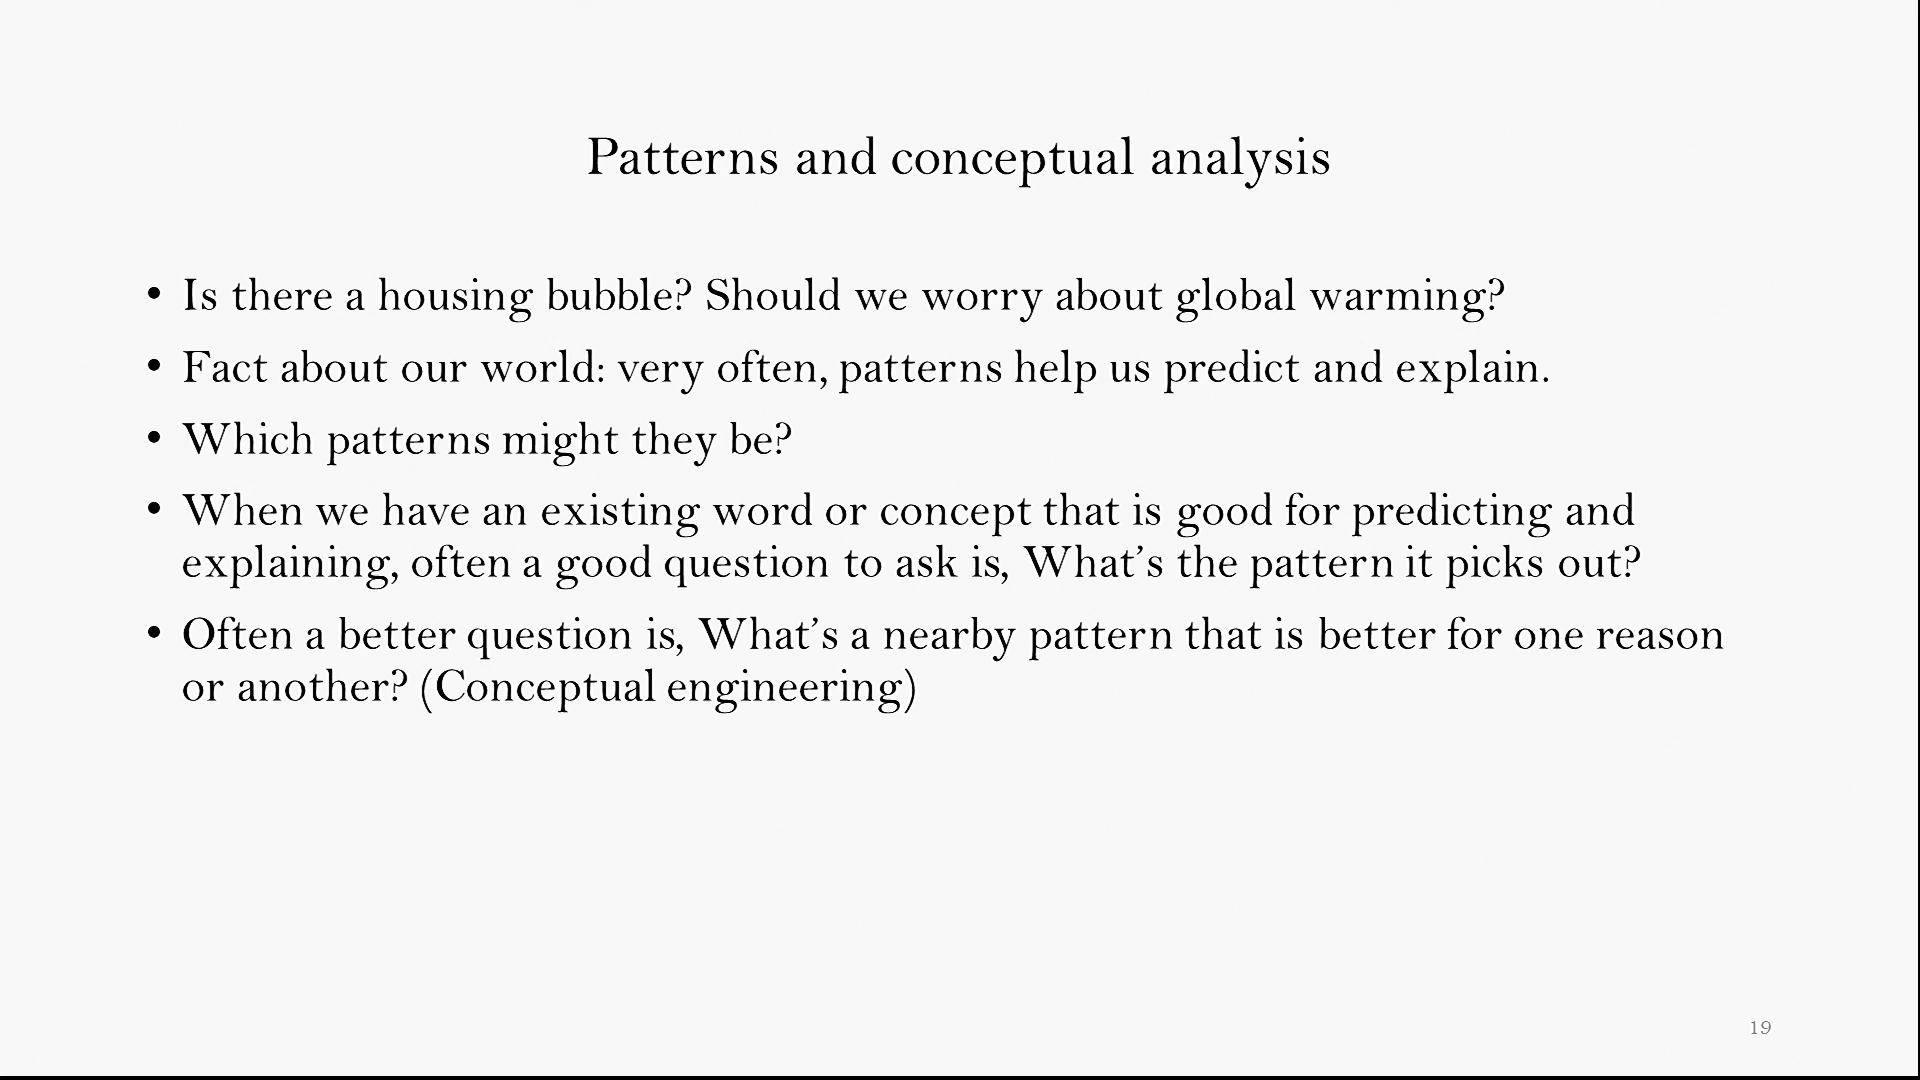 Patterns and conceptual analysis
• Is there a housing bubble? Should we worry about global warming?
• Fact about our world: very often, patterns help us predict and explain.
• Which patterns might they be?
• When we have an existing word or concept that is good for predicting and
explaining, often a good question to ask is, What’s the pattern it picks out?
• Often a better question is, What’s a nearby pattern that is better for one reason
or another? (Conceptual engineering)
19